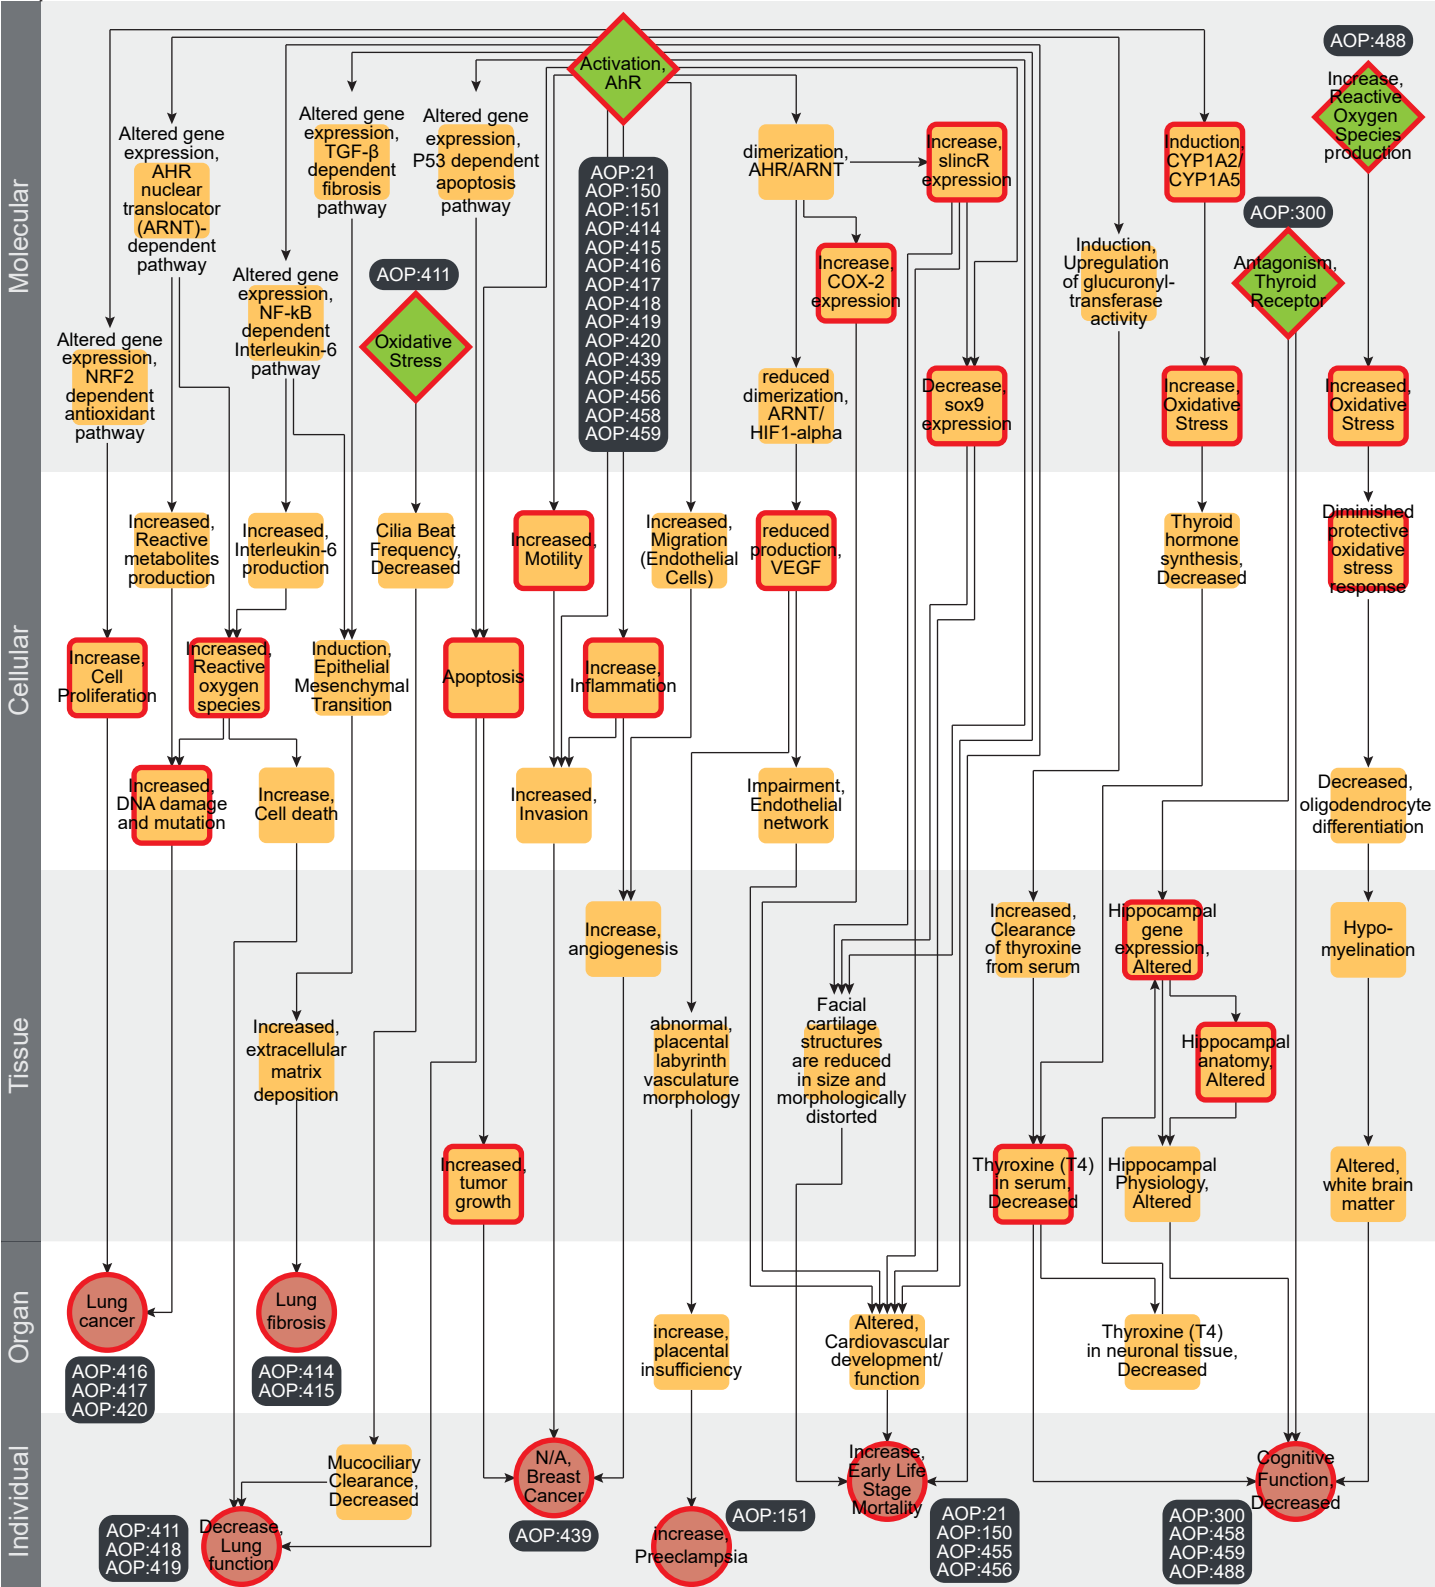 Molecular
Cellular
Tissue
Organ
Individual
Activation,
AhR
AOP:488
Increase,
Reactive
Oxygen
Species
production
Altered gene
expression,
AHR
nuclear
translocator
(ARNT)-
dependent
pathway
Altered gene
expression,
TGF-β
dependent
fibrosis
pathway
Altered gene
expression,
P53 dependent
apoptosis
pathway
dimerization,
AHR/ARNT
Increase,
slincR
expression
Induction,
CYP1A2/
CYP1A5
AOP:21
AOP:150
AOP:151
AOP:414
AOP:415
AOP:416
AOP:417
AOP:418
AOP:419
AOP:420
AOP:439
AOP:455
AOP:456
AOP:458
AOP:459
AOP:300
Antagonism,
Thyroid
Receptor
Altered gene
expression,
NF-kB
dependent
Interleukin-6
pathway
AOP:411
Oxidative
Stress
Increase,
COX-2
expression
Induction,
Upregulation
of glucuronyl-
transferase
activity
Altered gene
expression,
NRF2
dependent
antioxidant
pathway
reduced
dimerization,
ARNT/
HIF1-alpha
Decrease,
sox9
expression
Increase,
Oxidative
Stress
Increased,
Oxidative
Stress
Increased,
Reactive
metabolites
production
Increased,
Interleukin-6
production
Cilia Beat
Frequency,
Decreased
Increased,
Motility
Increased,
Migration
(Endothelial
Cells)
reduced
production,
VEGF
Thyroid
hormone
synthesis,
Decreased
Diminished
protective
oxidative
stress
response
Increase,
Cell
Proliferation
Increased,
Reactive
oxygen
species
Induction,
Epithelial
Mesenchymal
Transition
Apoptosis
Increase,
Inflammation
Increased,
DNA damage
and mutation
Increase,
Cell death
Increased,
Invasion
Impairment,
Endothelial
network
Decreased,
oligodendrocyte
differentiation
Increase,
angiogenesis
Increased,
Clearance
of thyroxine
from serum
Hippocampal
gene
expression,
Altered
Hypo-
myelination
Increased,
extracellular
matrix
deposition
abnormal,
placental
labyrinth
vasculature
morphology
Facial
cartilage
structures
are reduced
in size and
morphologically
distorted
Hippocampal
anatomy,
Altered
Increased,
tumor
growth
Thyroxine (T4)
in serum,
Decreased
Hippocampal
Physiology,
Altered
Altered,
white brain
matter
Lung
cancer
AOP:416
AOP:417
AOP:420
Lung
fibrosis
AOP:414
AOP:415
increase,
placental
insufficiency
Altered,
Cardiovascular
development/
function
Thyroxine (T4)
in neuronal tissue,
Decreased
Mucociliary
Clearance,
Decreased
N/A,
Breast
Cancer
AOP:439
Increase,
Early Life
Stage
Mortality
AOP:21
AOP:150
AOP:455
AOP:456
Cognitive
Function,
Decreased
AOP:300
AOP:458
AOP:459
AOP:488
AOP:411
AOP:418
AOP:419
Decrease,
Lung
function
increase,
Preeclampsia
AOP:151